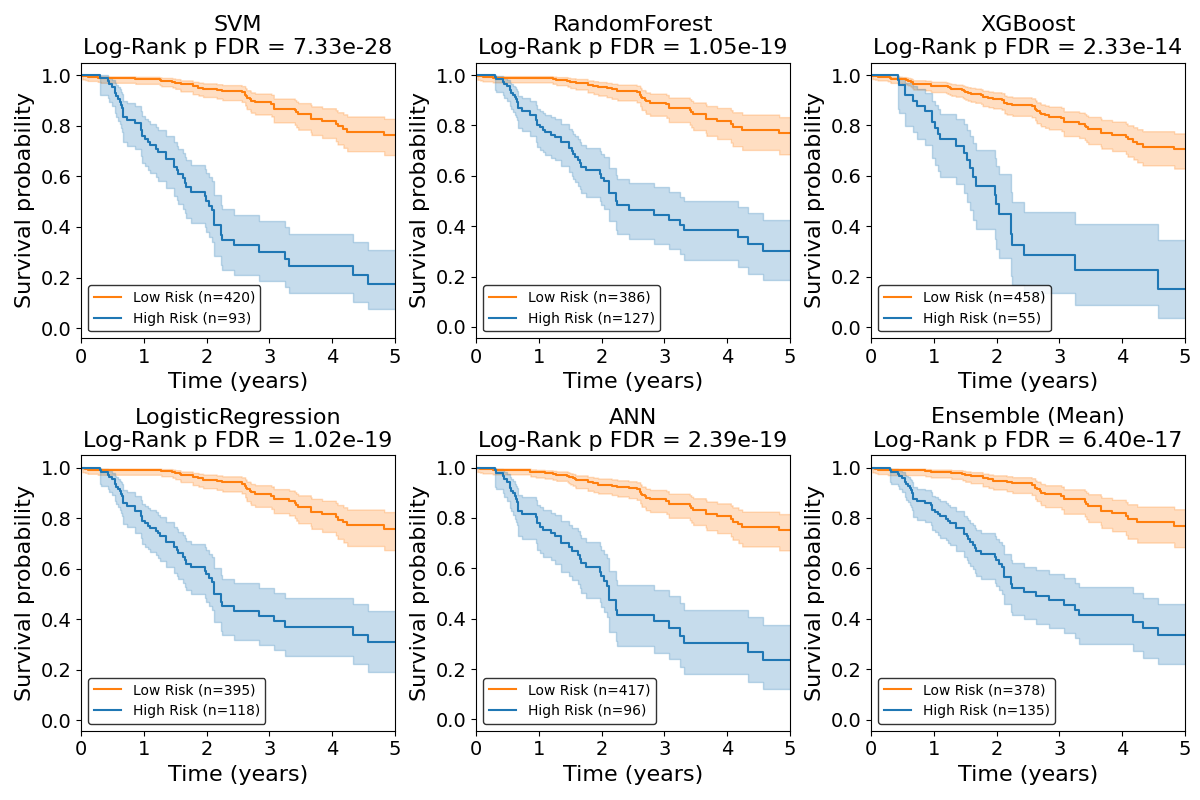 SVM
Log-Rank p FDR = 7.33e-28
Survival probability
1.0
0.8
0.6
0.4
0.2
0.0
Low Risk (n=420)
High Risk (n=93)
0 1 2 3 4 5
Time (years)
RandomForest
Log-Rank p FDR = 1.05e-19
Survival probability
1.0
0.8
0.6
0.4
0.2
0.0
Low Risk (n=386)
High Risk (n=127)
0 1 2 3 4 5
Time (years)
XGBoost
Log-Rank p FDR = 2.33e-14
Survival probability
1.0
0.8
0.6
0.4
0.2
0.0
Low Risk (n=458)
High Risk (n=55)
0 1 2 3 4 5
Time (years)
LogisticRegression
Log-Rank p FDR = 1.02e-19
Survival probability
1.0
0.8
0.6
0.4
0.2
0.0
Low Risk (n=395)
High Risk (n=118)
0 1 2 3 4 5
Time (years)
ANN
Log-Rank p FDR = 2.39e-19
Survival probability
1.0
0.8
0.6
0.4
0.2
0.0
Low Risk (n=417)
High Risk (n=96)
0 1 2 3 4 5
Time (years)
Ensemble (Mean)
Log-Rank p FDR = 6.40e-17
Survival probability
1.0
0.8
0.6
0.4
0.2
0.0
Low Risk (n=378)
High Risk (n=135)
0 1 2 3 4 5
Time (years)